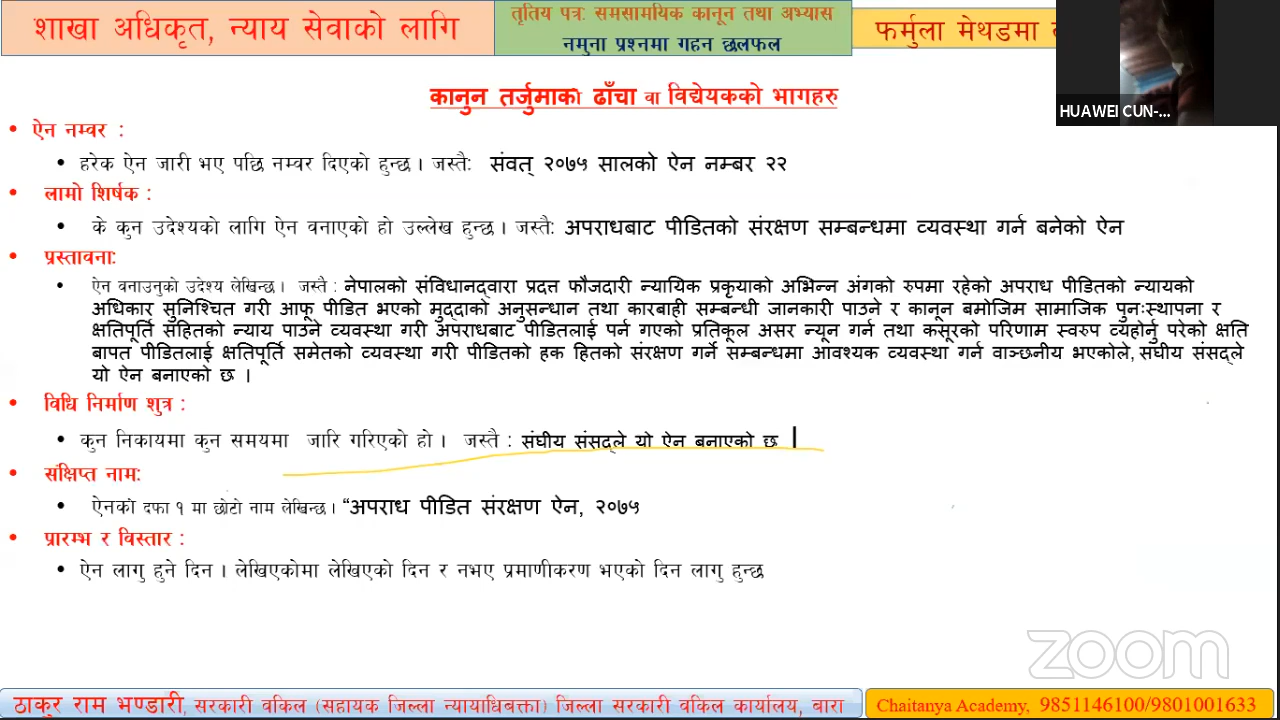 शाखा अधिकृत, न्याय सेवाको लागि
तृतिय पत्र: समसामयिक कानून तथा अभ्यास
नमुना प्रश्नमा गहन छलफल
फर्मुला मेथडमा
HUAWEI CUN-...
कानुन तर्जुमाको ढाँचा वा विद्येयकको भागहरु
• ऐन नम्वर :
• हरेक ऐन जारी भए पछि नम्वर दिएको हुन्छ । जस्तै: संवत् २०७५ सालको ऐन नम्बर २२
• लामो शिर्षक :
• के कुन उदेश्यको लागि ऐन वनाएको हो उल्लेख हुन्छ । जस्तै: अपराधबाट पीडितको संरक्षण सम्बन्धमा व्यवस्था गर्न बनेको ऐन
• प्रस्तावना:
• ऐन वनाउनुको उदेश्य लेखिन्छ । जस्तै : नेपालको संविधानद्वारा प्रदत्त फौजदारी न्यायिक प्रकृयाको अभिन्न अंगको रुपमा रहेको अपराध पीडितको न्यायको
अधिकार सुनिश्चित गरी आफू पीडित भएको मुद्दाको अनुसन्धान तथा कारबाही सम्बन्धी जानकारी पाउने र कानून बमोजिम सामाजिक पुनःस्थापना र
क्षतिपूर्ति सहितको न्याय पाउने व्यवस्था गरी अपराधबाट पीडितलाई पर्न गएको प्रतिकूल असर न्यून गर्न तथा कसूरको परिणाम स्वरुप व्यहोर्नु परेको क्षति
बापत पीडितलाई क्षतिपूर्ति समेतको व्यवस्था गरी पीडितको हक हितको संरक्षण गर्ने सम्बन्धमा आवश्यक व्यवस्था गर्न वाञ्छनीय भएकोले, संघीय संसद्ले
यो ऐन बनाएको छ ।
• विधि निर्माण शुत्र :
• कुन निकायमा कुन समयमा जारि गरिएको हो । जस्तै : संघीय संसद्ले यो ऐन बनाएको छ |
• संक्षिप्त नाम:
• ऐनको दफा १ मा छोटो नाम लेखिन्छ । “अपराध पीडित संरक्षण ऐन, २०७५
• प्रारम्भ र विस्तार :
• ऐन लागु हुने दिन । लेखिएकोमा लेखिएको दिन र नभए प्रमाणीकरण भएको दिन लागु हुन्छ
zoom
ठाकुर राम भण्डारी, सरकारी वकिल (सहायक जिल्ला न्यायाधिबक्ता) जिल्ला सरकारी वकिल कार्यालय, बारा
Chaitanya Academy, 9851146100/9801001633